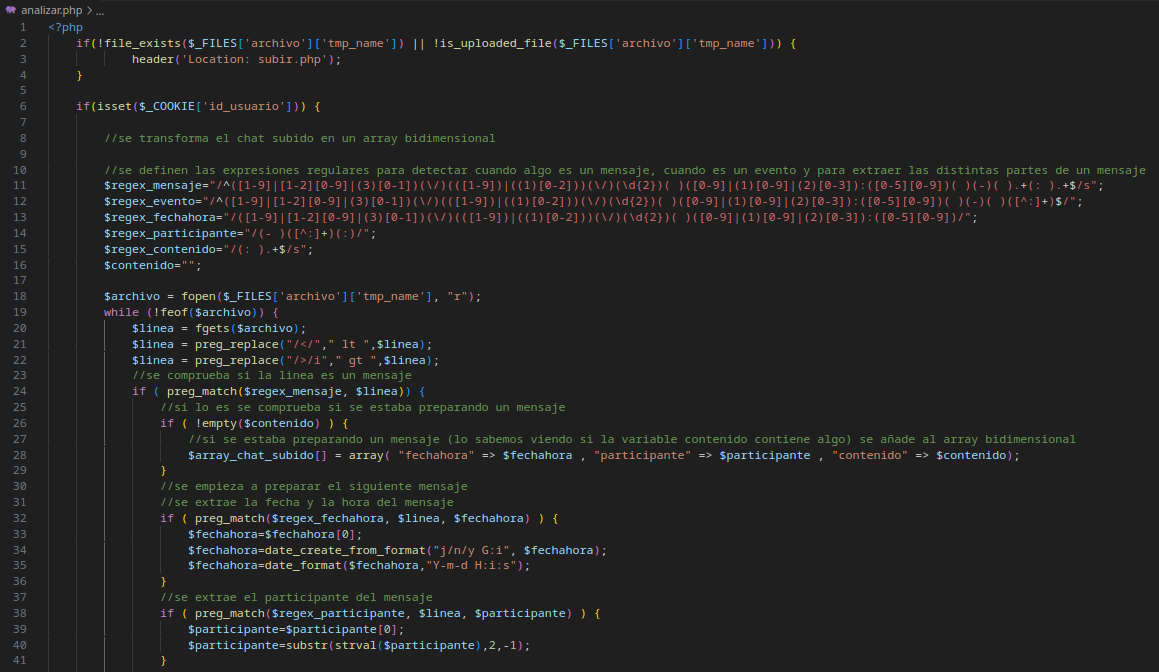 analizar.php > ...
1 <?php
2 if(!file_exists($_FILES['archivo']['tmp_name']) || !is_uploaded_file($_FILES['archivo']['tmp_name'])) {
3 header('Location: subir.php');
4 }
5
6 if(isset($_COOKIE['id_usuario'])) {
7
8 //se transforma el chat subido en un array bidimensional
9
10 //se definen las expresiones regulares para detectar cuando algo es un mensaje, cuando es un evento y para extraer las distintas partes de un mensaje
11 $regex_mensaje="/^([1-9]|[1-2][0-9]|(3)[0-1])(\/)(([1-9])|((1)[0-2]))(\/)(\d{2})( )([0-9]|(1)[0-9]|(2)[0-3]):([0-5][0-9])( )(-)( ).+(: ).+$/s";
12 $regex_evento="/^([1-9]|[1-2][0-9]|(3)[0-1])(\/)(([1-9])|((1)[0-2]))(\/)(\d{2})( )([0-9]|(1)[0-9]|(2)[0-3]):([0-5][0-9])( )(-)( )([^:]+)$/";
13 $regex_fechahora="/([1-9]|[1-2][0-9]|(3)[0-1])(\/)(([1-9])|((1)[0-2]))(\/)(\d{2})( )([0-9]|(1)[0-9]|(2)[0-3]):([0-5][0-9])/";
14 $regex_participante="/(- )([^:]+)(:)/";
15 $regex_contenido="/(: ).+$/s";
16 $contenido="";
17
18 $archivo = fopen($_FILES['archivo']['tmp_name'], "r");
19 while (!feof($archivo)) {
20 $linea = fgets($archivo);
21 $linea = preg_replace("/</"," lt ",$linea);
22 $linea = preg_replace("/>/i"," gt ",$linea);
23 //se comprueba si la linea es un mensaje
24 if ( preg_match($regex_mensaje, $linea)) {
25 //si lo es se comprueba si se estaba preparando un mensaje
26 if ( !empty($contenido) ) {
27 //si se estaba preparando un mensaje (lo sabemos viendo si la variable contenido contiene algo) se añade al array bidimensional
28 $array_chat_subido[] = array( "fechahora" => $fechahora , "participante" => $participante , "contenido" => $contenido);
29 }
30 //se empieza a preparar el siguiente mensaje
31 //se extrae la fecha y la hora del mensaje
32 if ( preg_match($regex_fechahora, $linea, $fechahora) ) {
33 $fechahora=$fechahora[0];
34 $fechahora=date_create_from_format("j/n/y G:i", $fechahora);
35 $fechahora=date_format($fechahora,"Y-m-d H:i:s");
36 }
37 //se extrae el participante del mensaje
38 if ( preg_match($regex_participante, $linea, $participante) ) {
39 $participante=$participante[0];
40 $participante=substr(strval($participante),2,-1);
41 }